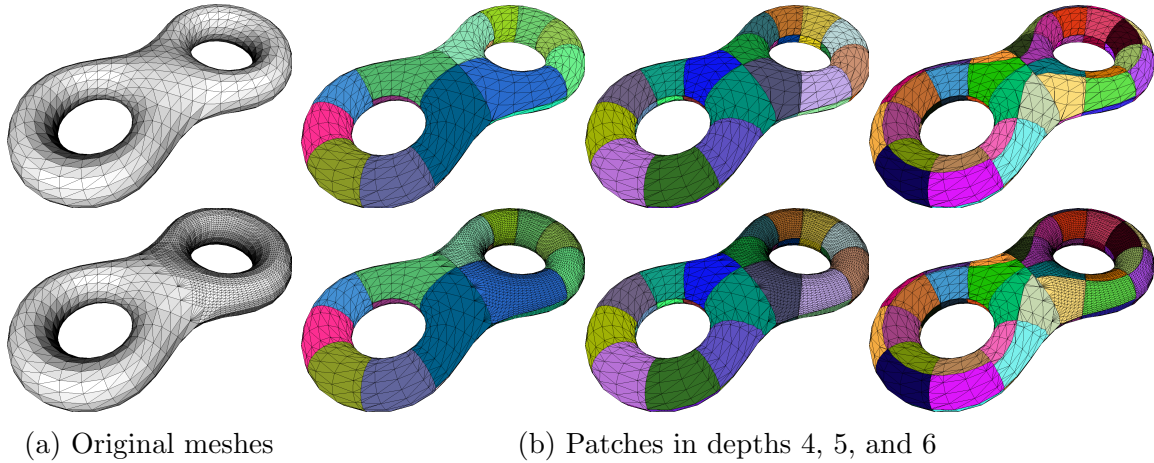 (a) Original meshes
(b) Patches in depths 4, 5, and 6